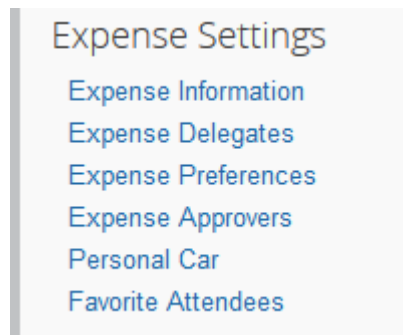 Expense Settings
Expense Information
Expense Delegates
Expense Preferences
Expense Approvers
Personal Car
Favorite Attendees